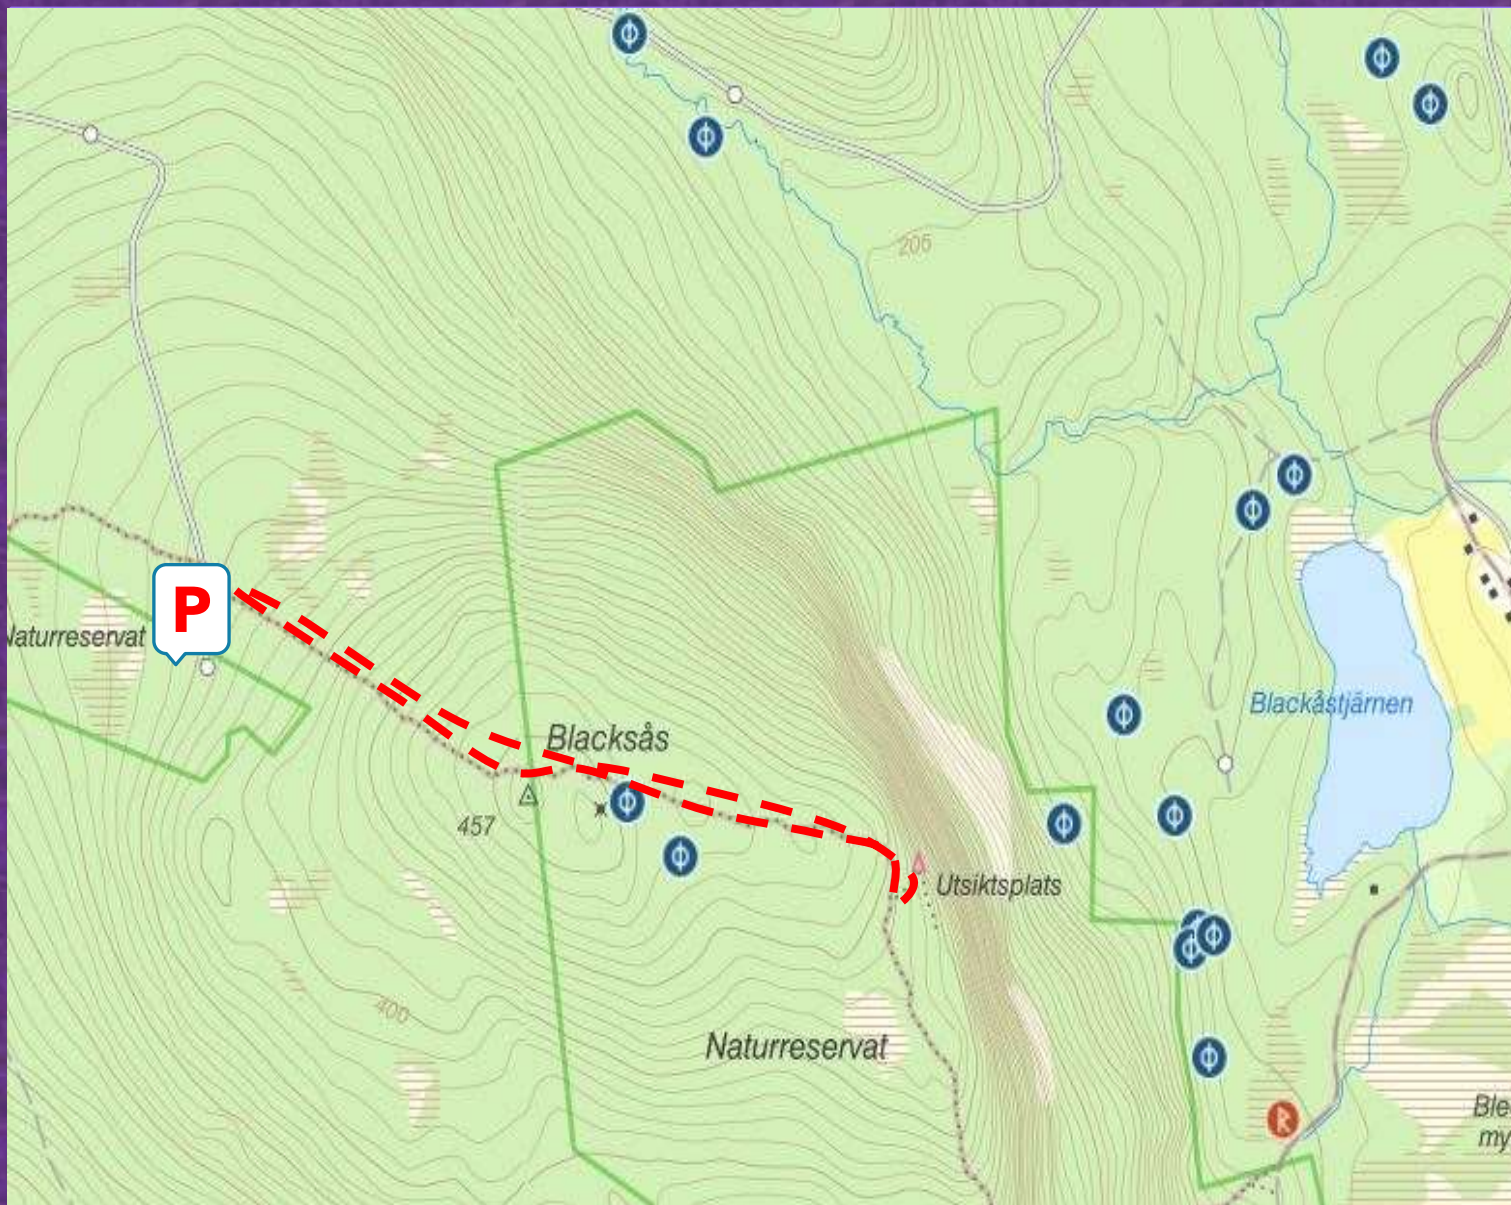 205
P
Naturreservat
Blackåstjärnen
Blacksås
457
Utsiktsplats
400
Naturreservat
R